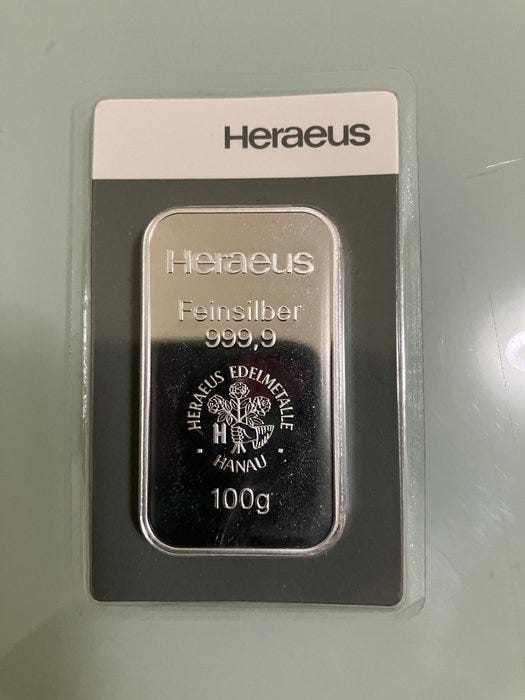 Heraeus
Heraeus
Feinsilber
999,9
HERAEUS EDELMETALLE
H
- HANAU -
100g